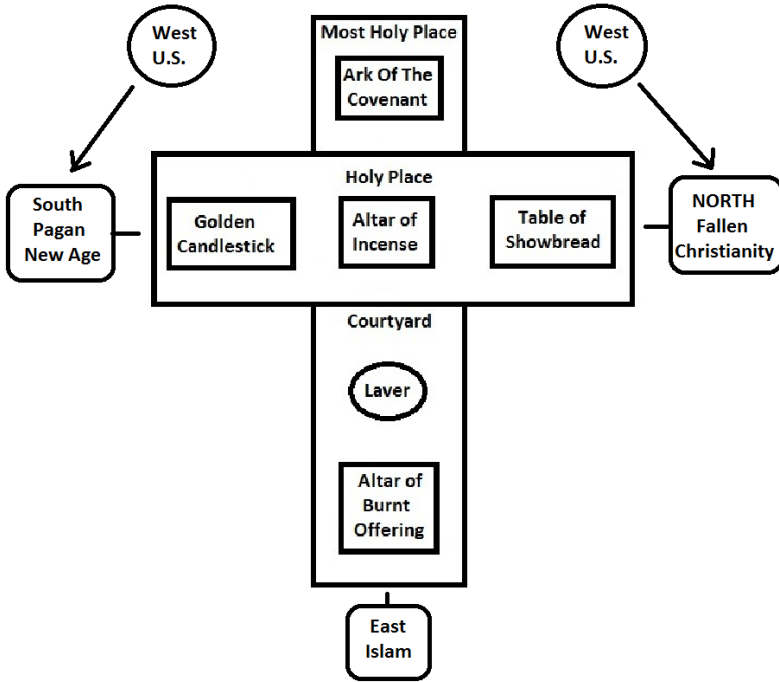 West
U.S.
Most Holy Place
Ark Of The
Covenant
West
U.S.
Holy Place
South
Pagan
New Age
Golden
Candlestick
Altar of
Incense
Table of
Showbread
NORTH
Fallen
Christianity
Courtyard
Laver
Altar of
Burnt
Offering
East
Islam